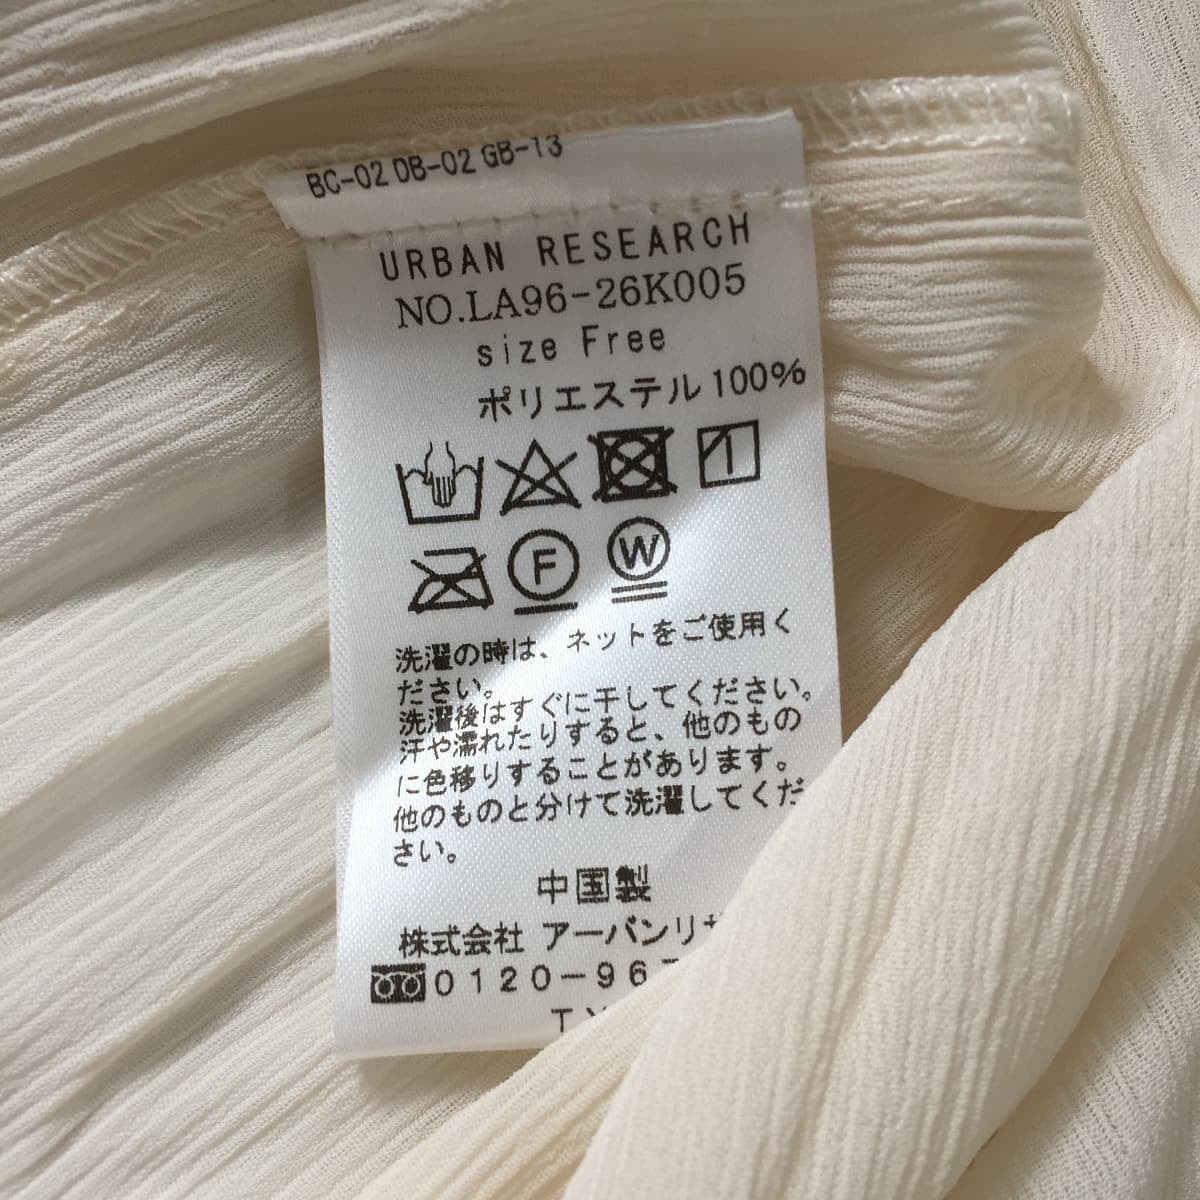 BC-02 DB-02 GB-13
URBAN RESEARCH
NO.LA96-26K005
size Free
ポリエステル100%
F W
洗濯の時は、ネットをご使用く
ださい。
洗濯後はすぐに干してください。
汗や濡れたりすると、他のもの
に色移りすることがあります。
他のものと分けて洗濯してくだ
さい。
中国製
株式会社 アーバンリ
0120-96